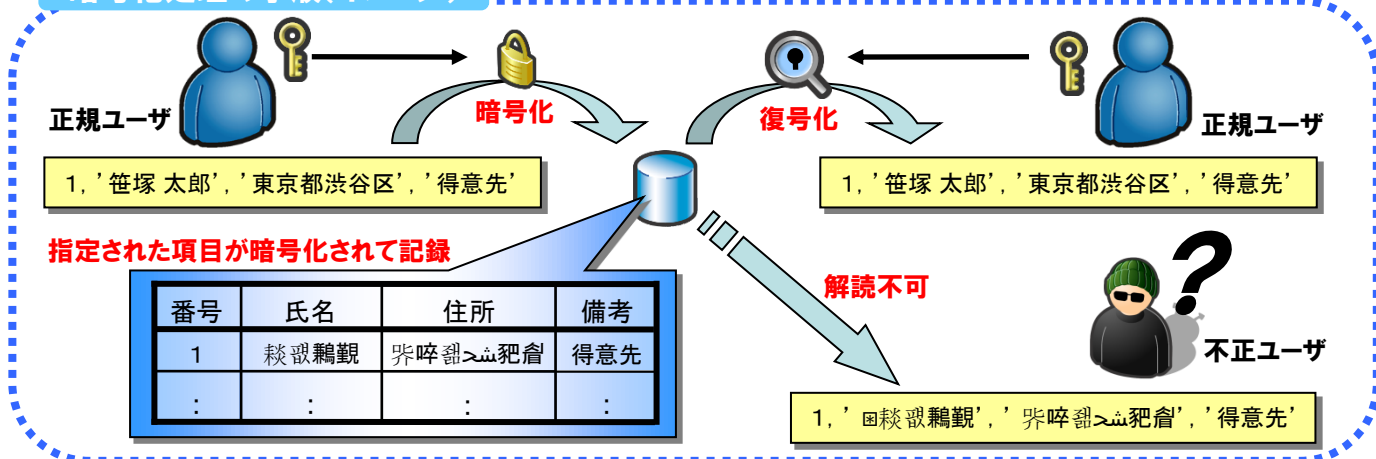 正規ユーザ
暗号化
復号化
正規ユーザ
1, '笹塚 太郎', '東京都渋谷区', '得意先'
1, '笹塚 太郎', '東京都渋谷区', '得意先'
指定された項目が暗号化されて記録
番号 氏名 住所 備考
1 得意先
: : : :
解読不可
?
不正ユーザ